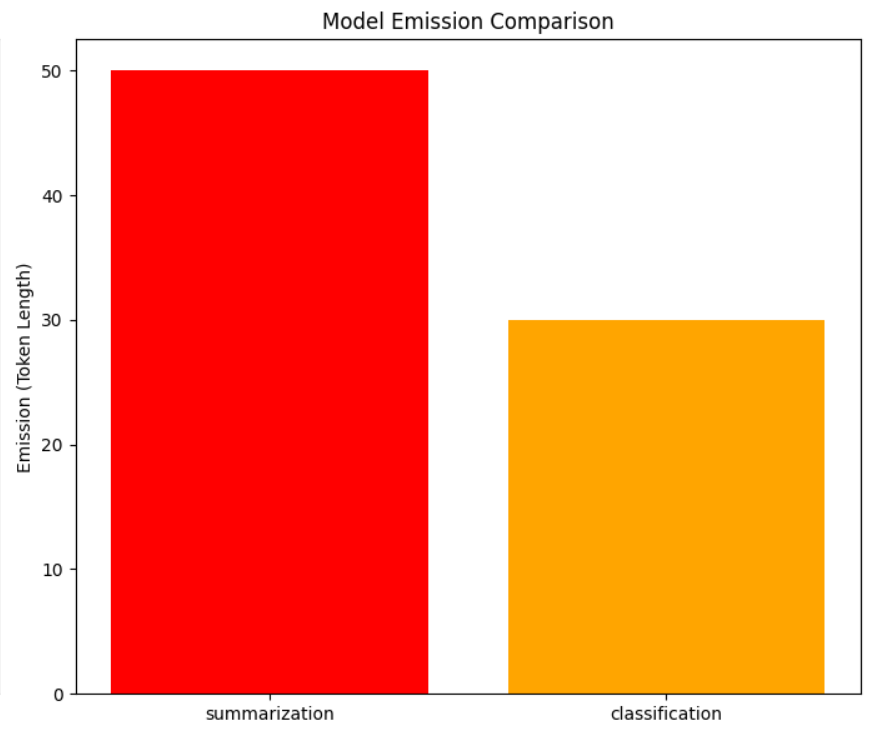 Model Emission Comparison
50
40
30
20
10
0
Emission (Token Length)
summarization
classification